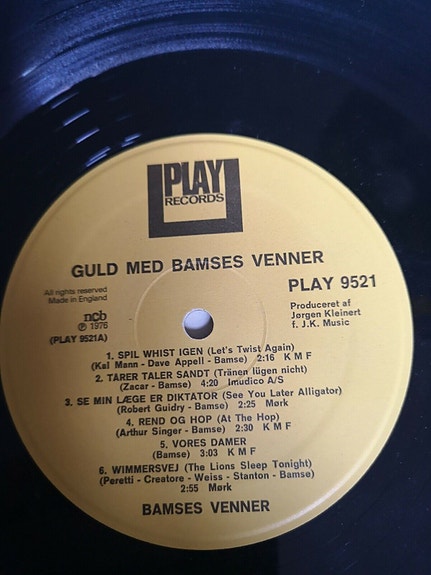 PLAY
RECORDS
GULD MED BAMSES VENNER
All rights reserved
Made in England
PLAY 9521
ncb
℗ 1976
(PLAY 9521A)
Produceret af
Jørgen Kleinert
f. J.K. Music
1. SPIL WHIST IGEN (Let's Twist Again)
(Kal Mann - Dave Appell - Bamse) 2:16 K M F
2. TÅRER TALER SANDT (Tränen lügen nicht)
(Zacar - Bamse) 4:20 Imudico A/S
3. SE MIN LÆGE ER DIKTATOR (See You Later Alligator)
(Robert Guidry - Bamse) 2:25 Mørk
4. REND OG HOP (At The Hop)
(Arthur Singer - Bamse) 2:30 K M F
5. VORES DAMER
(Bamse) 3:03 K M F
6. WIMMERSVEJ (The Lions Sleep Tonight)
(Peretti - Creatore - Weiss - Stanton - Bamse)
2:55 Mørk
BAMSES VENNER